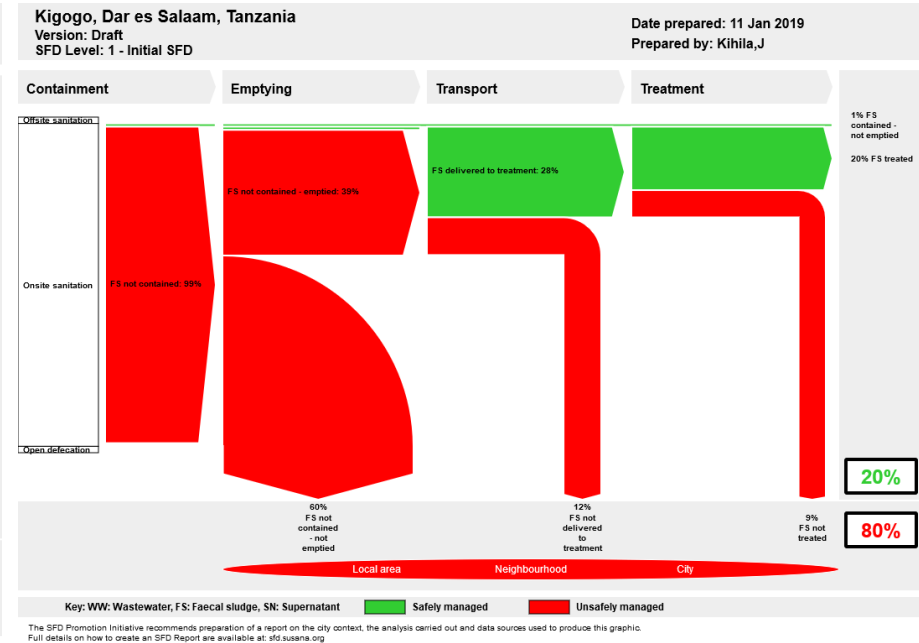 Kigogo, Dar es Salaam, Tanzania
Version: Draft
SFD Level: 1 - Initial SFD
Date prepared: 11 Jan 2019
Prepared by: Kihila,J
Containment
Emptying
Transport
Treatment
Offsite sanitation
1% FS
contained -
not emptied
20% FS treated
FS delivered to treatment: 28%
FS not contained - emptied: 39%
Onsite sanitation
FS not contained: 99%
Open defecation
20%
60%
FS not
contained
- not
emptied
12%
FS not
delivered
to
treatment
9%
FS not
treated
80%
Local area
Neighbourhood
City
Key: WW: Wastewater, FS: Faecal sludge, SN: Supernatant
Safely managed
Unsafely managed
The SFD Promotion Initiative recommends preparation of a report on the city context, the analysis carried out and data sources used to produce this graphic.
Full details on how to create an SFD Report are available at: sfd.susana.org